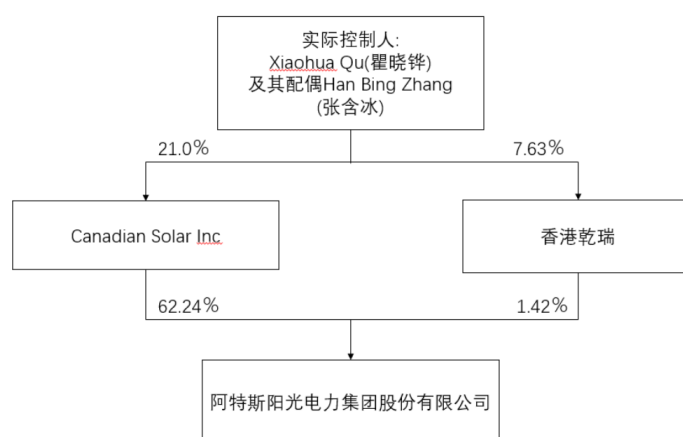 实际控制人:
Xiaohua Qu(瞿晓铧)
及其配偶Han Bing Zhang
(张含冰)
21.0%
7.63%
Canadian Solar Inc
香港乾瑞
62.24%
1.42%
阿特斯阳光电力集团股份有限公司